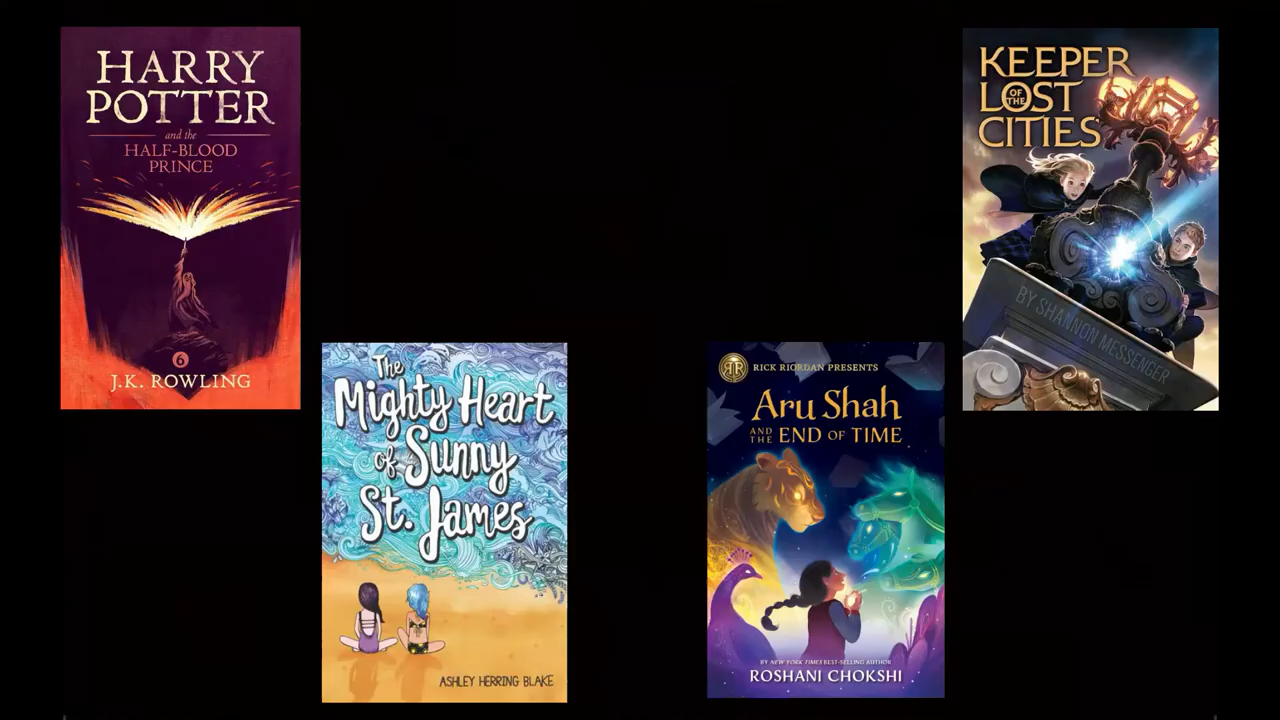 HARRY
POTTER
and the
HALF-BLOOD
PRINCE
6
J.K. ROWLING
The
Mighty Heart
of Sunny
St. James
ASHLEY HERRING BLAKE
RR RICK RIORDAN PRESENTS
Aru Shah
AND THE END OF TIME
BY NEW YORK TIMES BEST-SELLING AUTHOR
ROSHANI CHOKSHI
KEEPER
OF THE
LOST
CITIES
BY SHANNON MESSENGER